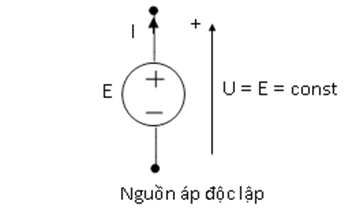 I
+
E
+
−
U = E = const
Nguồn áp độc lập